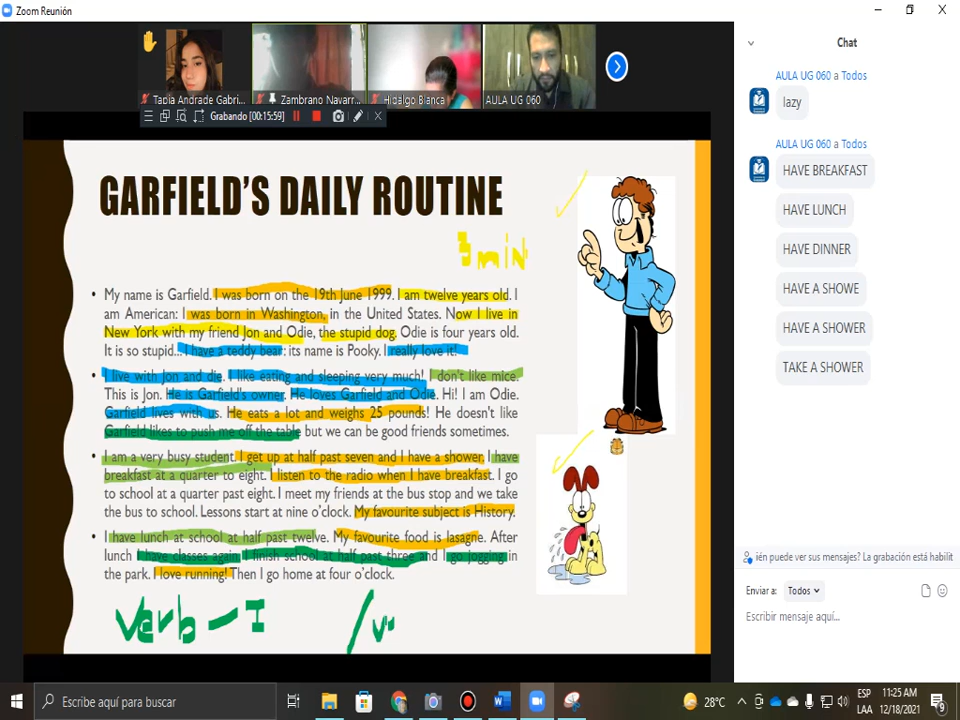 Zoom Reunión
Tapia Andrade Gabri...
Zambrano Navarr...
Hidalgo Bianca
AULA UG 060
Grabando [00:15:59]
GARFIELD'S DAILY ROUTINE
3 min
• My name is Garfield. I was born on the 19th June 1999. I am twelve years old. I
am American: I was born in Washington, in the United States. Now I live in
New York with my friend Jon and Odie, the stupid dog. Odie is four years old.
It is so stupid... I have a teddy bear: its name is Pooky. I really love it!
• I live with Jon and die. I like eating and sleeping very much! I don't like mice.
This is Jon. He is Garfield's owner. He loves Garfield and Odie. Hi! I am Odie.
Garfield lives with us. He eats a lot and weighs 25 pounds! He doesn't like
Garfield likes to push me off the table but we can be good friends sometimes.
• I am a very busy student. I get up at half past seven and I have a shower. I have
breakfast at a quarter to eight. I listen to the radio when I have breakfast. I go
to school at a quarter past eight. I meet my friends at the bus stop and we take
the bus to school. Lessons start at nine o'clock. My favourite subject is History.
• I have lunch at school at half past twelve. My favourite food is lasagne. After
lunch I have classes again. I finish school at half past three and I go jogging in
the park. I love running! Then I go home at four o'clock.
Verb - I /v
Chat
AULA UG 060 a Todos
lazy
AULA UG 060 a Todos
HAVE BREAKFAST
HAVE LUNCH
HAVE DINNER
HAVE A SHOWE
HAVE A SHOWER
TAKE A SHOWER
ién puede ver sus mensajes? La grabación está habilit
Enviar a: Todos
Escribir mensaje aquí...
Escribe aquí para buscar
28°C
ESP
LAA
11:25 AM
12/18/2021
9